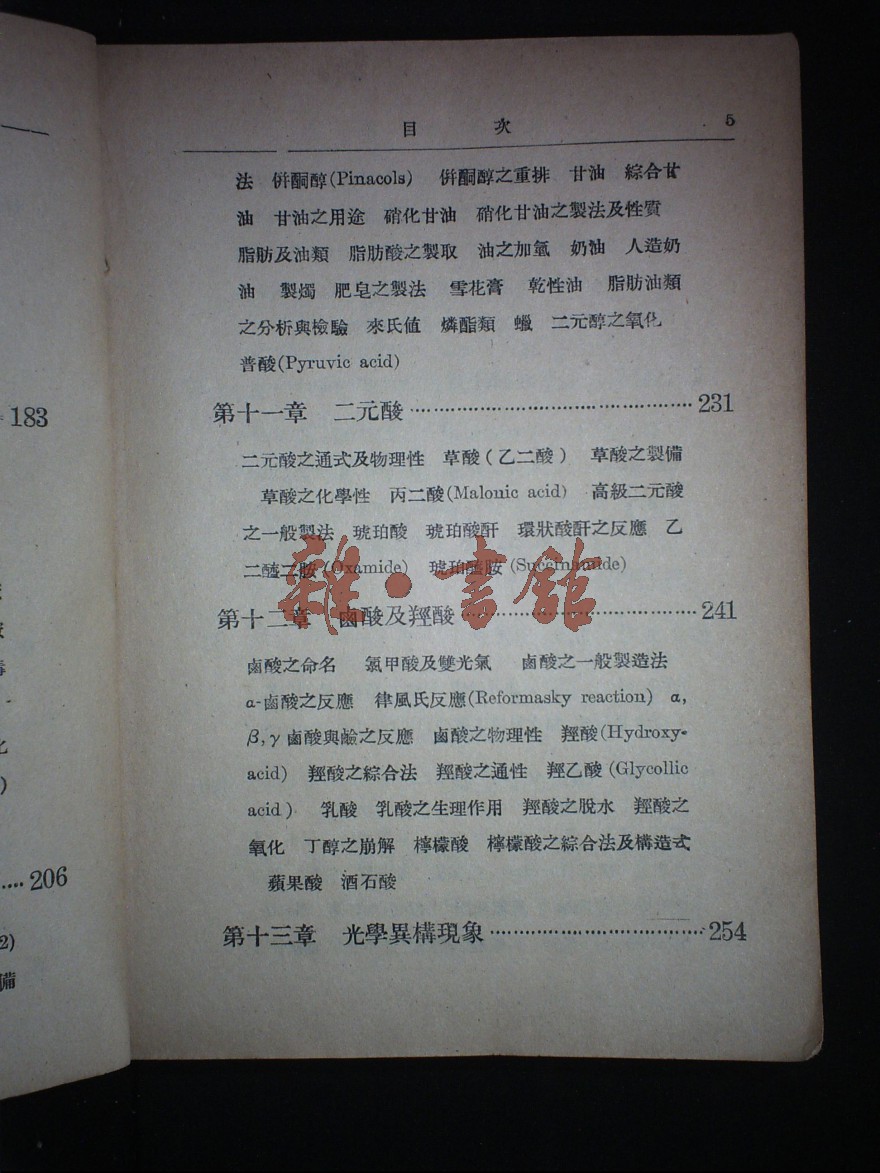 目 次 5
法 併酮醇(Pinacols) 併酮醇之重排 甘油 綜合甘
油 甘油之用途 硝化甘油 硝化甘油之製法及性質
脂肪及油類 脂肪酸之製取 油之加氫 奶油 人造奶
油 製燭 肥皂之製法 雪花膏 乾性油 脂肪油類
之分析與檢驗 來氏值 燐酯類 蠟 二元醇之氧化
普酸(Pyruvic acid)
第十一章 二元酸 231
二元酸之通式及物理性 草酸(乙二酸) 草酸之製備
草酸之化學性 丙二酸(Malonic acid) 高級二元酸
之一般製法 琥珀酸 琥珀酸酐 環狀酸酐之反應 乙
二醯二胺(Oxamide) 琥珀醯胺(Succinamide)
第十二章 鹵酸及羥酸 241
鹵酸之命名 氯甲酸及雙光氣 鹵酸之一般製造法
α-鹵酸之反應 律風氏反應(Reformasky reaction) α,
β,γ鹵酸與鹼之反應 鹵酸之物理性 羥酸(Hydroxy-
acid) 羥酸之綜合法 羥酸之通性 羥乙酸(Glycollic
acid) 乳酸 乳酸之生理作用 羥酸之脫水 羥酸之
氧化 丁醇之崩解 檸檬酸 檸檬酸之綜合法及構造式
蘋果酸 酒石酸
第十三章 光學異構現象 254
183
206
2)
備
雜·書館